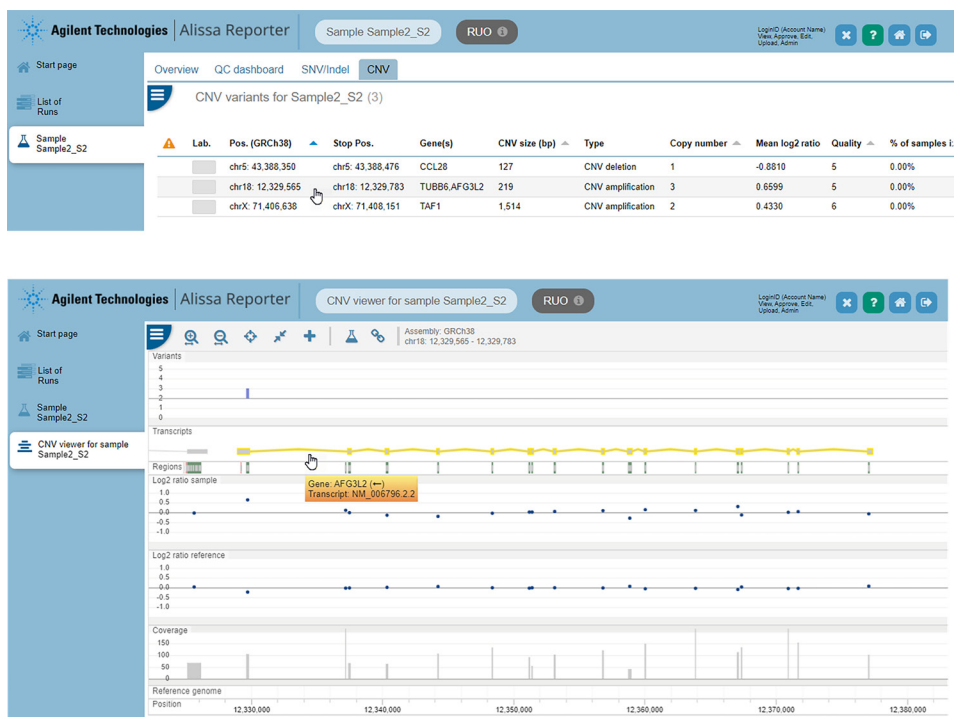 Agilent Technologies | Alissa Reporter Sample Sample2_S2 RUO
LoginID (Account Name)
View, Approve, Edit,
Upload, Admin
Start page
List of
Runs
Sample
Sample2_S2
Overview QC dashboard SNV/Indel CNV
CNV variants for Sample2_S2 (3)
Lab. Pos. (GRCh38) Stop Pos. Gene(s) CNV size (bp) Type Copy number Mean log2 ratio Quality % of samples i
chr5: 43,388,350 chr5: 43,388,476 CCL28 127 CNV deletion 1 -0.8810 5 0.00%
chr18: 12,329,565 chr18: 12,329,783 TUBB6,AFG3L2 219 CNV amplification 3 0.6599 5 0.00%
chrX: 71,406,638 chrX: 71,408,151 TAF1 1,514 CNV amplification 2 0.4330 6 0.00%
Agilent Technologies | Alissa Reporter CNV viewer for sample Sample2_S2 RUO
LoginID (Account Name)
View, Approve, Edit,
Upload, Admin
Start page
List of
Runs
Sample
Sample2_S2
CNV viewer for sample
Sample2_S2
Assembly: GRCh38
chr18: 12,329,565 - 12,329,783
Variants
5
4
3
2
1
0
Transcripts
Gene: AFG3L2 (←)
Transcript: NM_006796.2.2
Regions
Log2 ratio sample
1.0
0.5
0.0
-0.5
-1.0
Log2 ratio reference
1.0
0.5
0.0
-0.5
-1.0
Coverage
150
100
50
0
Reference genome
Position
12,330,000 12,340,000 12,350,000 12,360,000 12,370,000 12,380,000